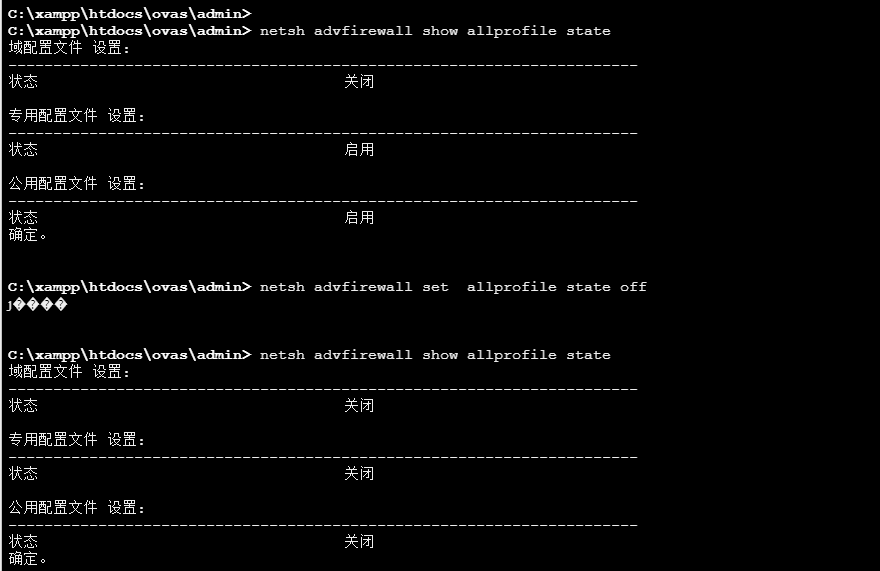 C:\xampp\htdocs\ovas\admin>
C:\xampp\htdocs\ovas\admin> netsh advfirewall show allprofile state
域配置文件 设置:
----------------------------------------------------------------------
状态 关闭
专用配置文件 设置:
----------------------------------------------------------------------
状态 启用
公用配置文件 设置:
----------------------------------------------------------------------
状态 启用
确定。
C:\xampp\htdocs\ovas\admin> netsh advfirewall set  allprofile state off
ȷ����
C:\xampp\htdocs\ovas\admin> netsh advfirewall show allprofile state
域配置文件 设置:
----------------------------------------------------------------------
状态 关闭
专用配置文件 设置:
----------------------------------------------------------------------
状态 关闭
公用配置文件 设置:
----------------------------------------------------------------------
状态 关闭
确定。